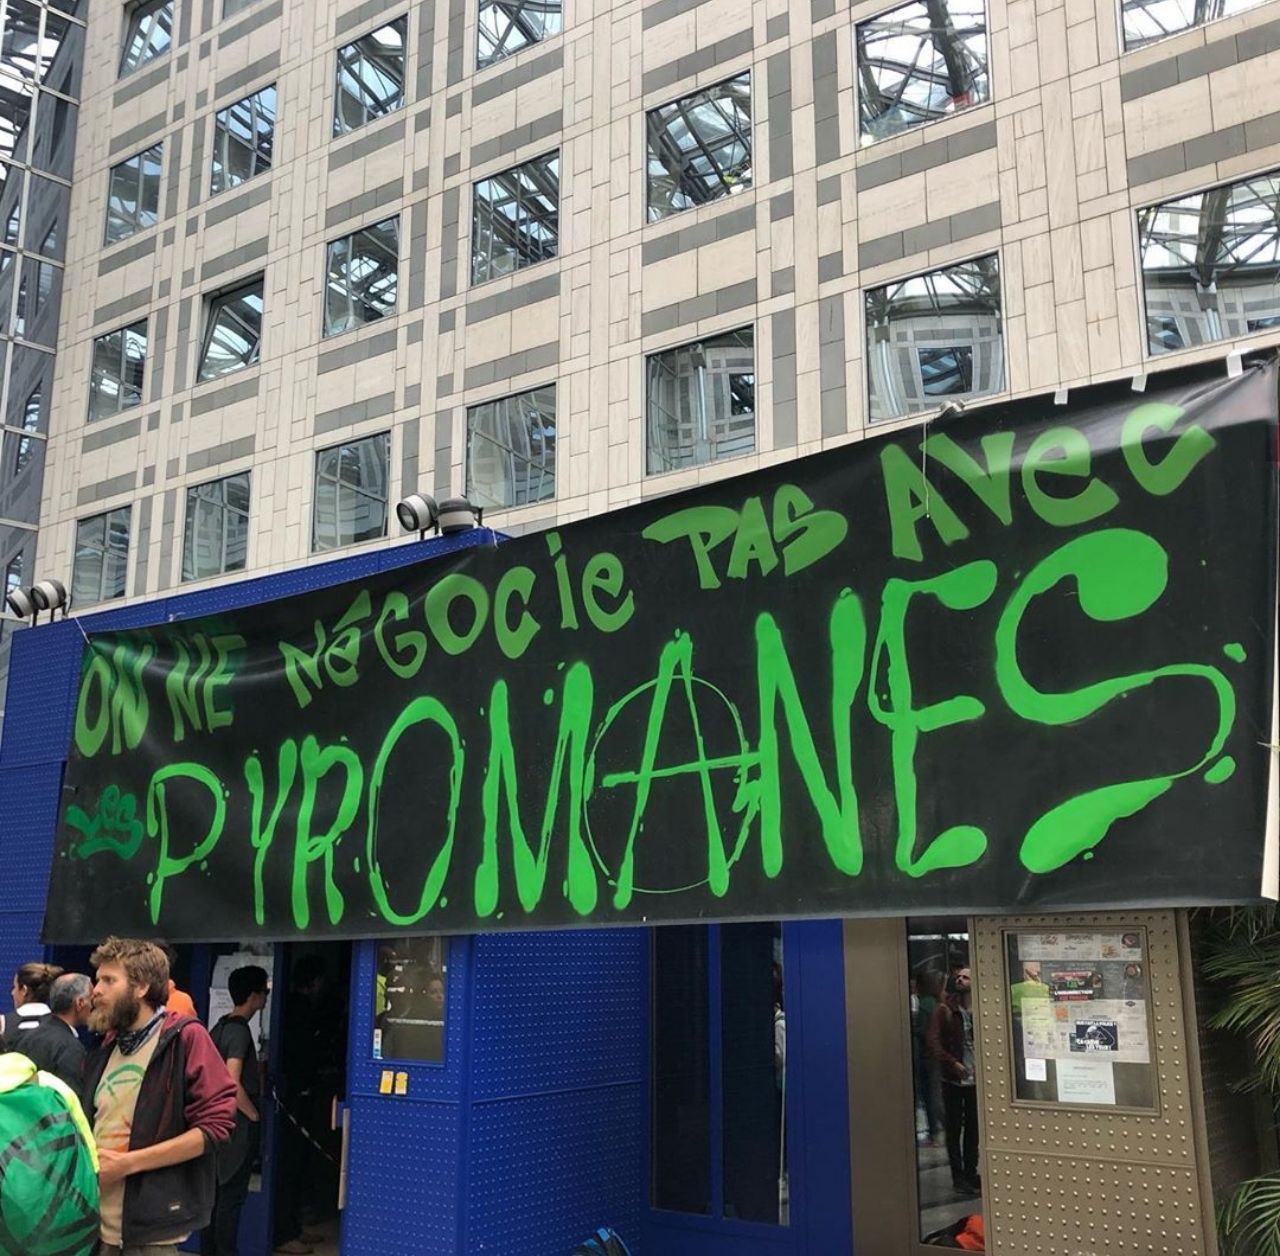 ON NE NéGOCie PAS AVeC
Les PYROMANES